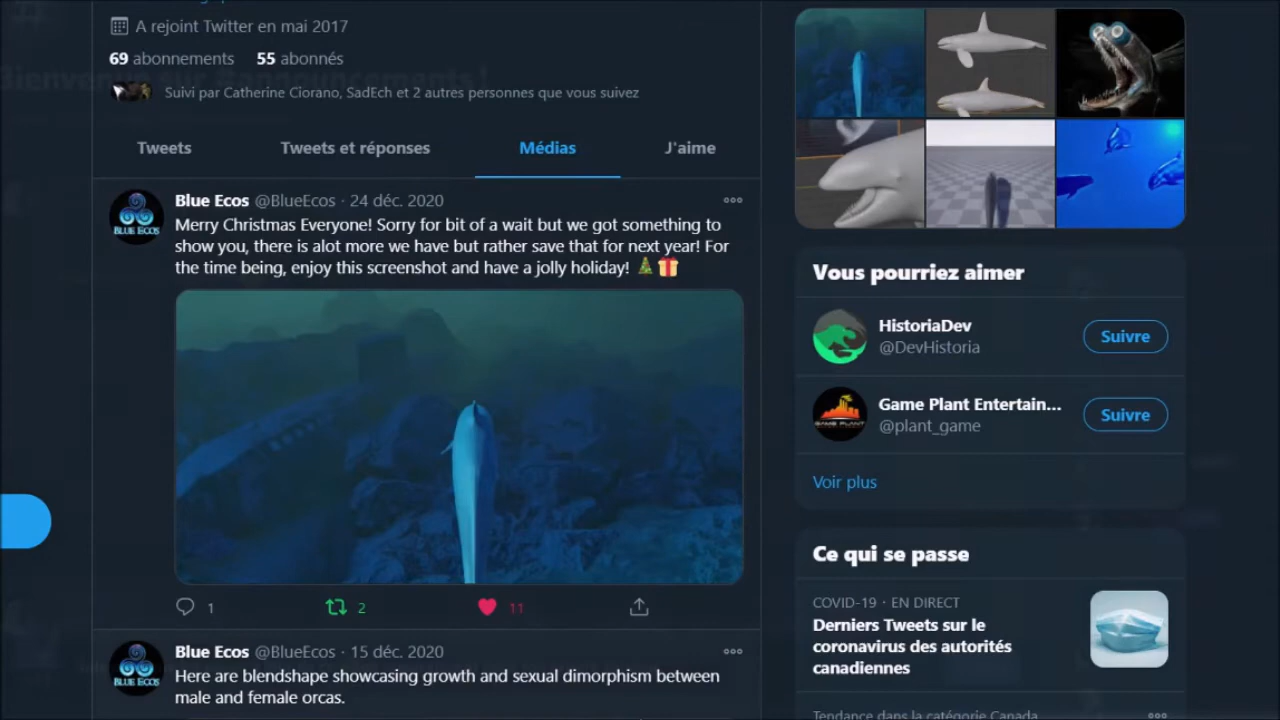 A rejoint Twitter en mai 2017
69 abonnements 55 abonnés
Suivi par Catherine Ciorano, SadEch et 2 autres personnes que vous suivez
Tweets Tweets et réponses Médias J'aime
Blue Ecos @BlueEcos · 24 déc. 2020
Merry Christmas Everyone! Sorry for bit of a wait but we got something to
show you, there is alot more we have but rather save that for next year! For
the time being, enjoy this screenshot and have a jolly holiday! 🎄🎁
BLUE ECOS
1 2 11
Blue Ecos @BlueEcos · 15 déc. 2020
Here are blendshape showcasing growth and sexual dimorphism between
male and female orcas.
BLUE ECOS
Vous pourriez aimer
HistoriaDev
@DevHistoria
Suivre
Game Plant Entertain...
@plant_game
GAME PLANT
Suivre
Voir plus
Ce qui se passe
COVID-19 · EN DIRECT
Derniers Tweets sur le
coronavirus des autorités
canadiennes
Tendance dans la catégorie Canada